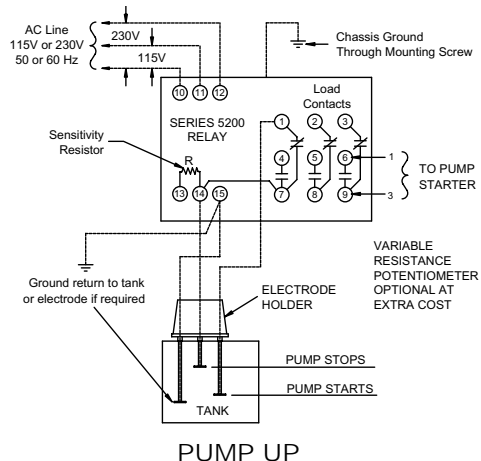 AC Line
115V or 230V
50 or 60 Hz
230V
115V
Chassis Ground
Through Mounting Screw
10 11 12
Load
Contacts
SERIES 5200
RELAY
1 2 3
Sensitivity
Resistor
R
4 5 6
1
TO PUMP
STARTER
13 14 15
7 8 9
3
Ground return to tank
or electrode if required
ELECTRODE
HOLDER
VARIABLE
RESISTANCE
POTENTIOMETER
OPTIONAL AT
EXTRA COST
PUMP STOPS
PUMP STARTS
TANK
PUMP UP